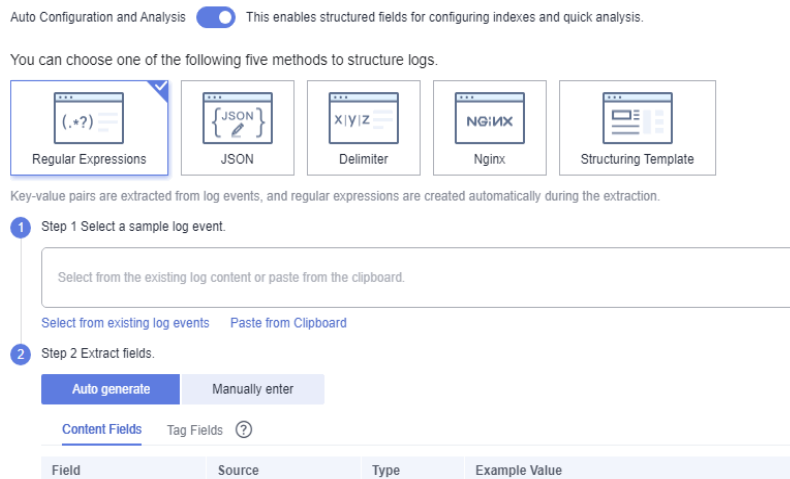 Auto Configuration and Analysis This enables structured fields for configuring indexes and quick analysis.
You can choose one of the following five methods to structure logs.
(.*?) {JSON} x|y|z NGINX
Regular Expressions JSON Delimiter Nginx Structuring Template
Key-value pairs are extracted from log events, and regular expressions are created automatically during the extraction.
1 Step 1 Select a sample log event.
Select from the existing log content or paste from the clipboard.
Select from existing log events Paste from Clipboard
2 Step 2 Extract fields.
Auto generate Manually enter
Content Fields Tag Fields ?
Field Source Type Example Value